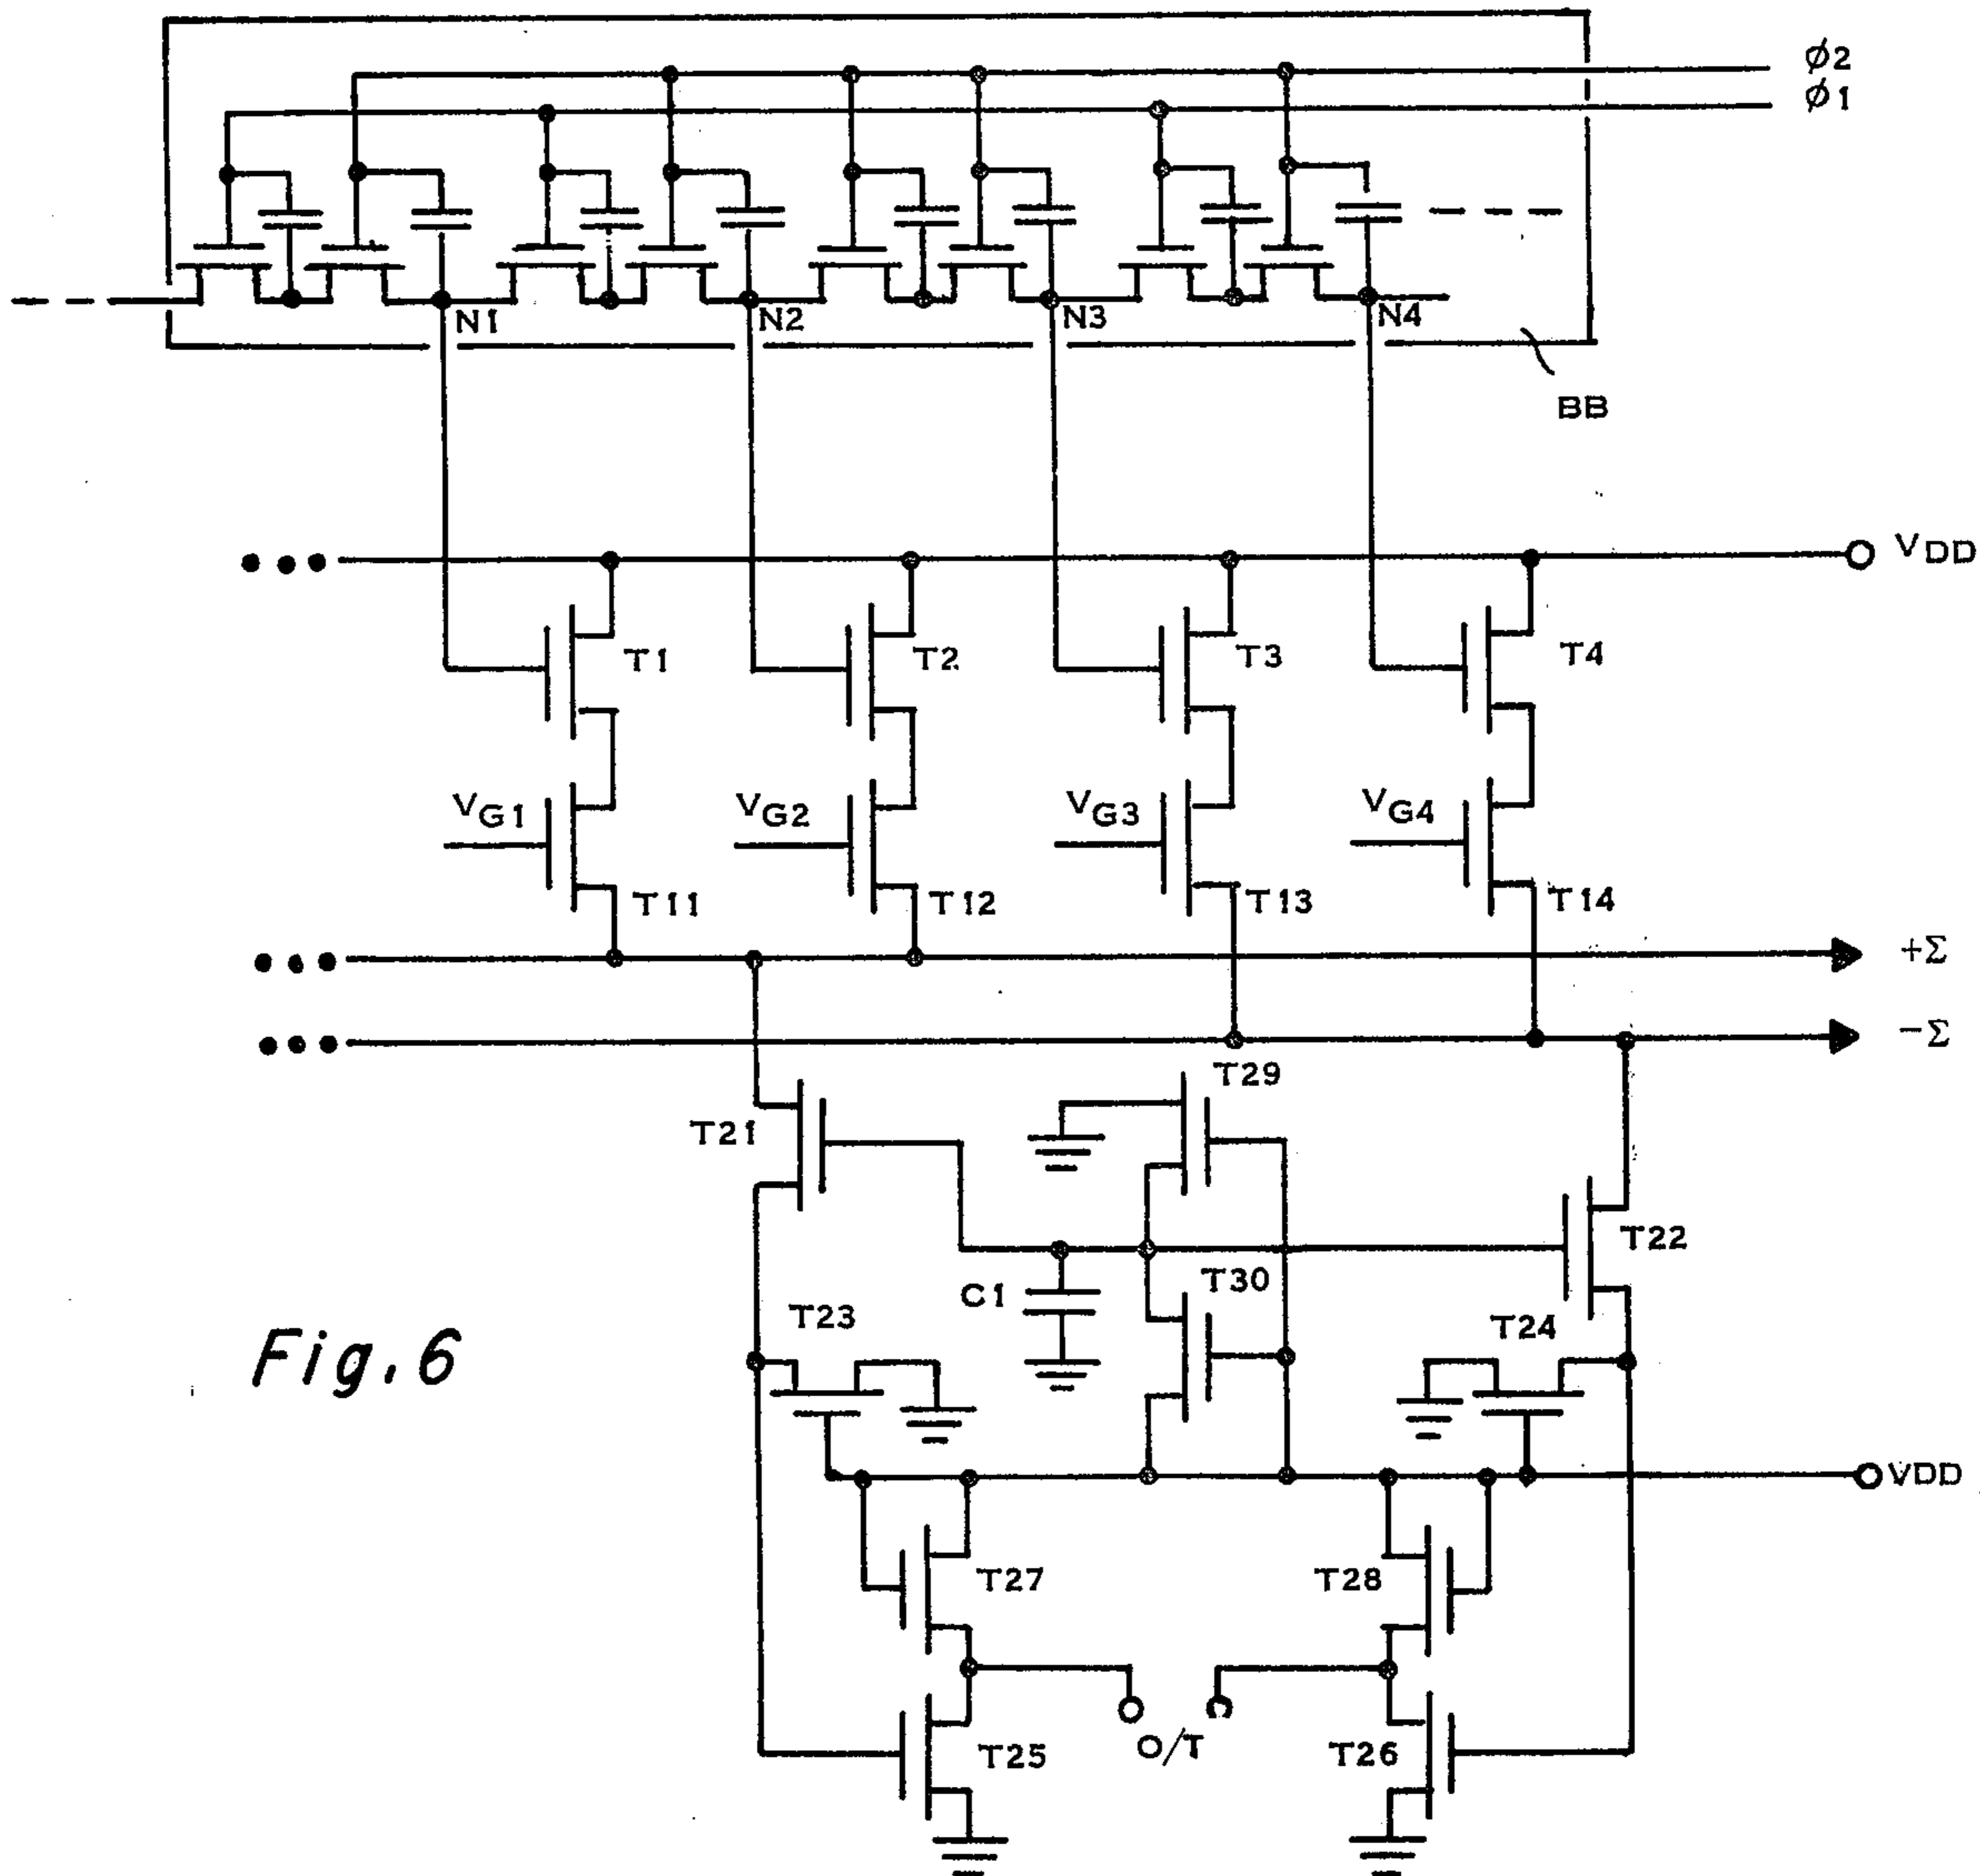 ϕ2
ϕ1
N1
N2
N3
N4
BB
VDD
T1
T2
T3
T4
VG1
VG2
VG3
VG4
T11
T12
T13
T14
+Σ
−Σ
T29
T21
T22
T30
C1
T23
T24
Fig. 6
VDD
T27
T28
O/T
T25
T26